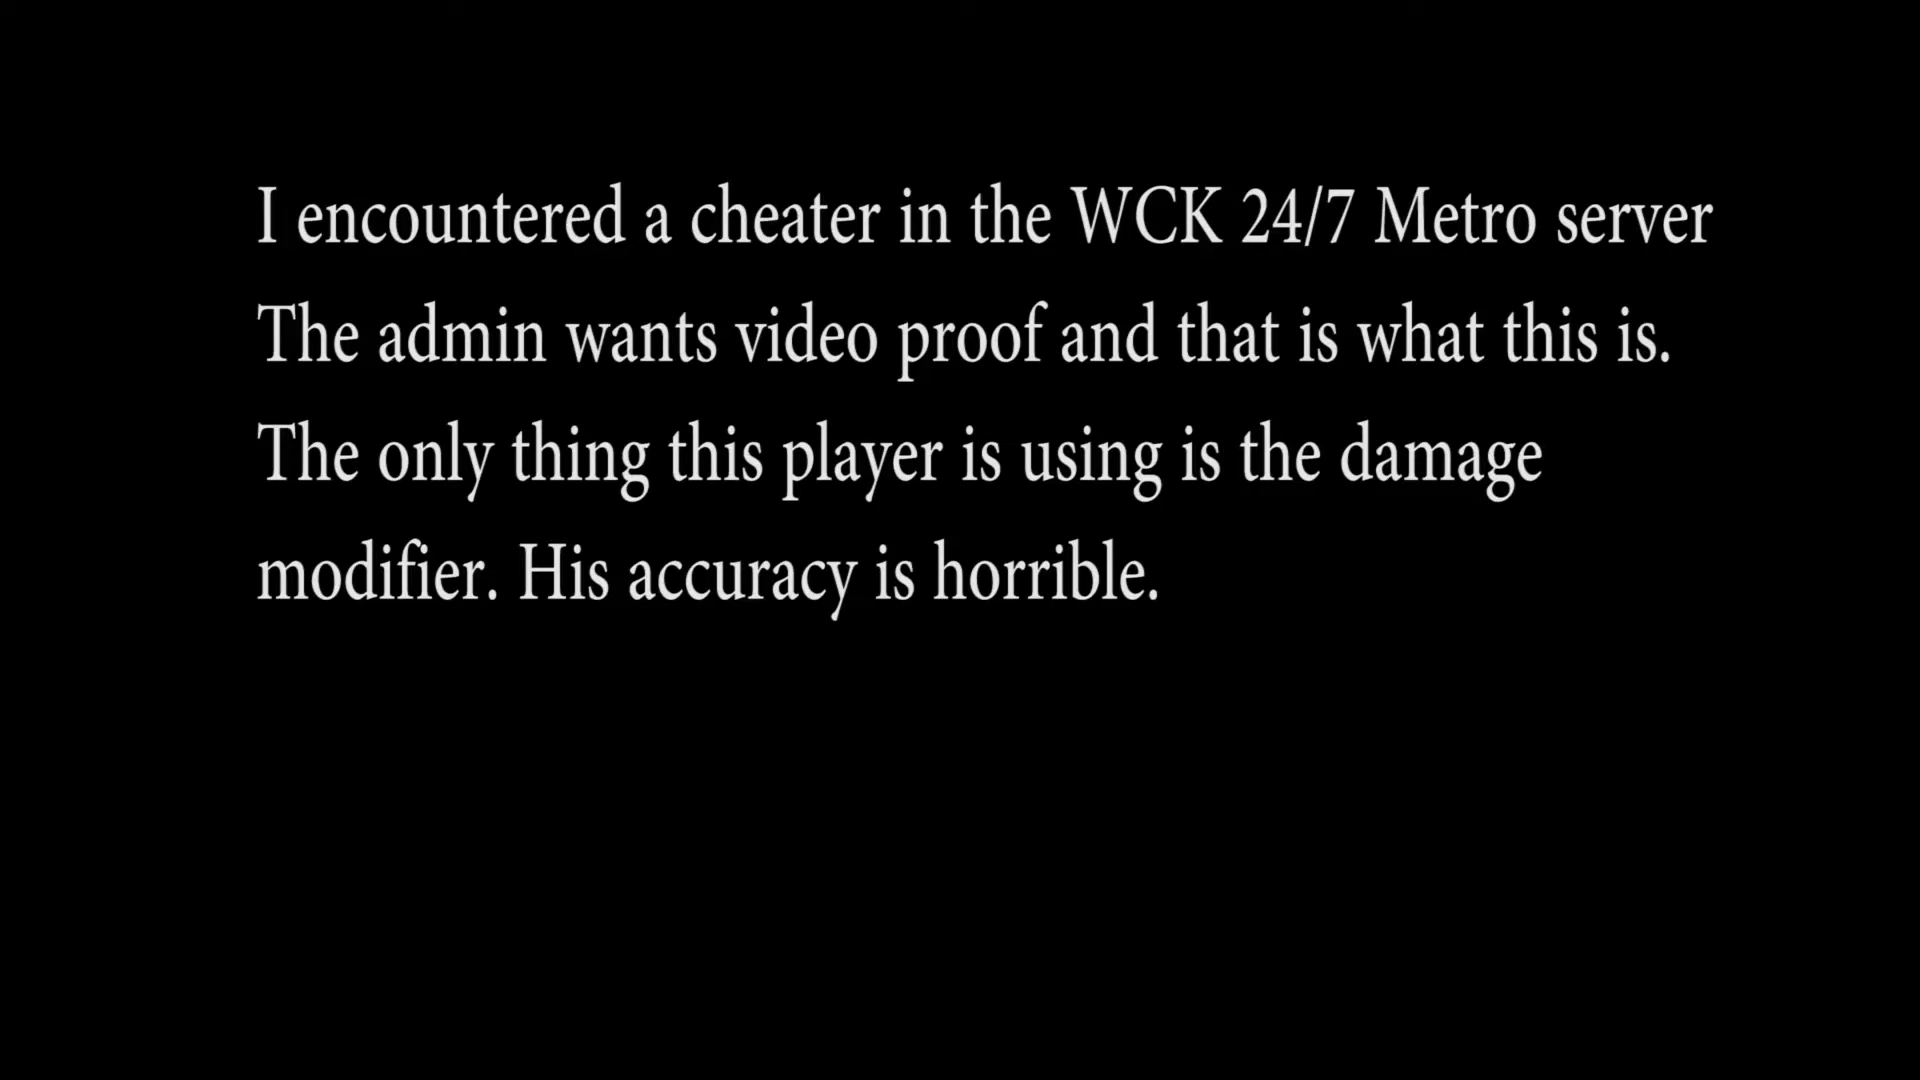 I encountered a cheater in the WCK 24/7 Metro server
The admin wants video proof and that is what this is.
The only thing this player is using is the damage
modifier. His accuracy is horrible.